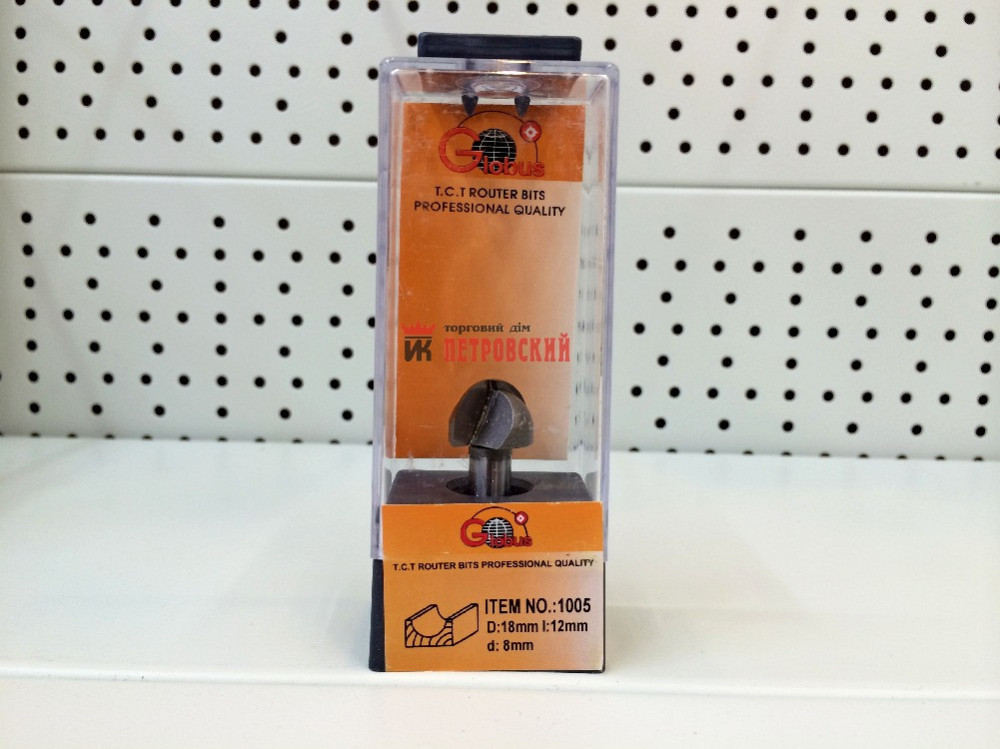 Globus
T.C.T ROUTER BITS
PROFESSIONAL QUALITY
торговий дім
ПЕТРОВСКИЙ
Globus
T.C.T ROUTER BITS PROFESSIONAL QUALITY
ITEM NO.:1005
D:18mm l:12mm
d: 8mm